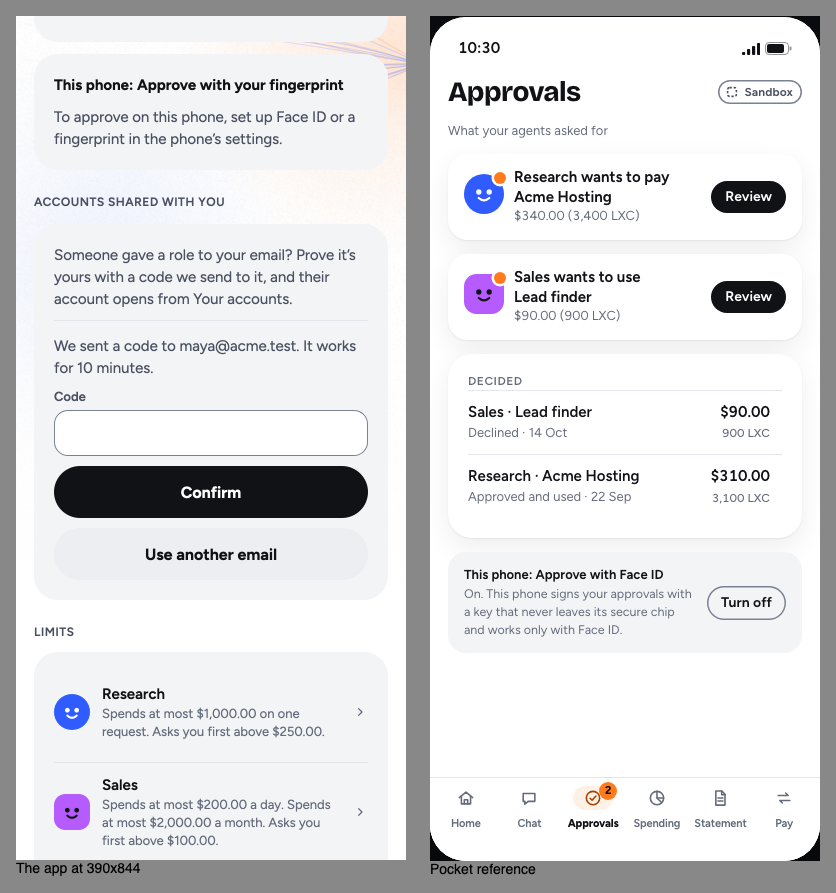 This phone: Approve with your fingerprint
To approve on this phone, set up Face ID or a
fingerprint in the phone's settings.
ACCOUNTS SHARED WITH YOU
Someone gave a role to your email? Prove it's
yours with a code we send to it, and their
account opens from Your accounts.
We sent a code to maya@acme.test. It works
for 10 minutes.
Code
Confirm
Use another email
LIMITS
Research
Spends at most $1,000.00 on one
request. Asks you first above $250.00.
Sales
Spends at most $200.00 a day. Spends
at most $2,000.00 a month. Asks you
first above $100.00.
The app at 390x844
10:30
Approvals
Sandbox
What your agents asked for
Research wants to pay
Acme Hosting
$340.00 (3,400 LXC)
Review
Sales wants to use
Lead finder
$90.00 (900 LXC)
Review
DECIDED
Sales · Lead finder
$90.00
Declined · 14 Oct
900 LXC
Research · Acme Hosting
$310.00
Approved and used · 22 Sep
3,100 LXC
This phone: Approve with Face ID
On. This phone signs your approvals with
a key that never leaves its secure chip
and works only with Face ID.
Turn off
2
Home
Chat
Approvals
Spending
Statement
Pay
Pocket reference